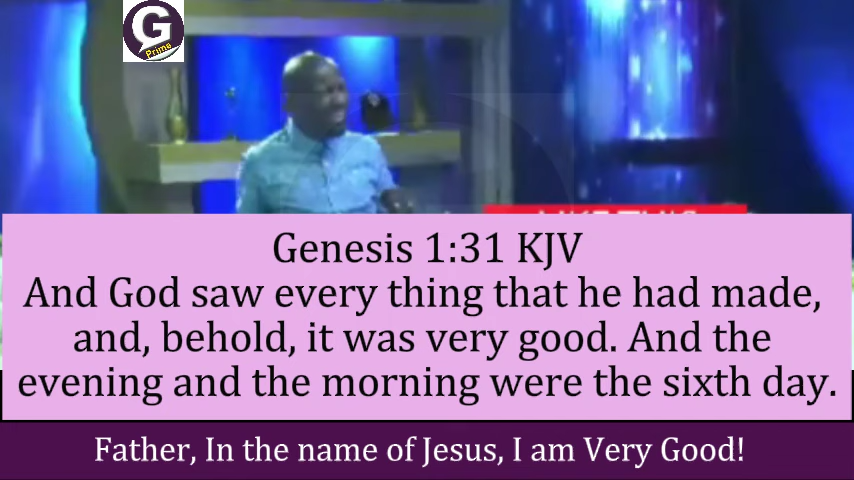 G
Prime
Genesis 1:31 KJV
And God saw every thing that he had made,
and, behold, it was very good. And the
evening and the morning were the sixth day.
Father, In the name of Jesus, I am Very Good!